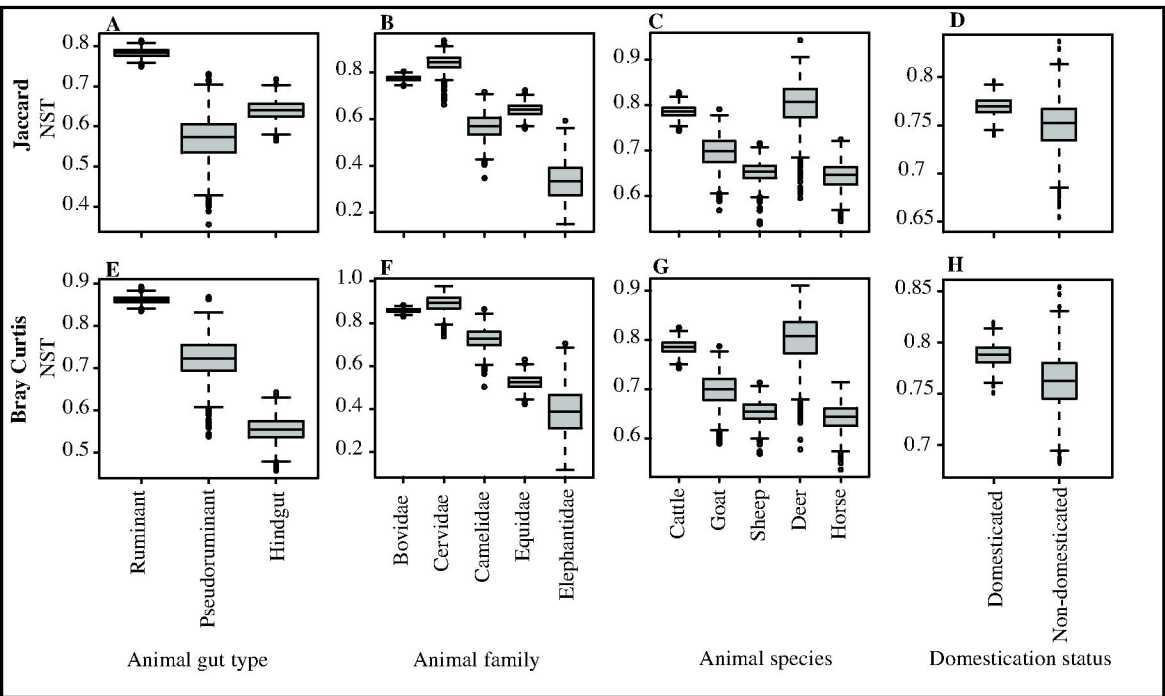 A B C D
Jaccard
NST
0.8
0.7
0.6
0.5
0.4
0.8
0.6
0.4
0.2
0.9
0.8
0.7
0.6
0.8
0.75
0.7
0.65
E F G H
Bray Curtis
NST
0.9
0.8
0.7
0.6
0.5
1.0
0.8
0.6
0.4
0.2
0.9
0.8
0.7
0.6
0.85
0.8
0.75
0.7
Ruminant
Pseudoruminant
Hindgut
Bovidae
Cervidae
Camelidae
Equidae
Elephantidae
Cattle
Goat
Sheep
Deer
Horse
Domesticated
Non-domesticated
Animal gut type
Animal family
Animal species
Domestication status